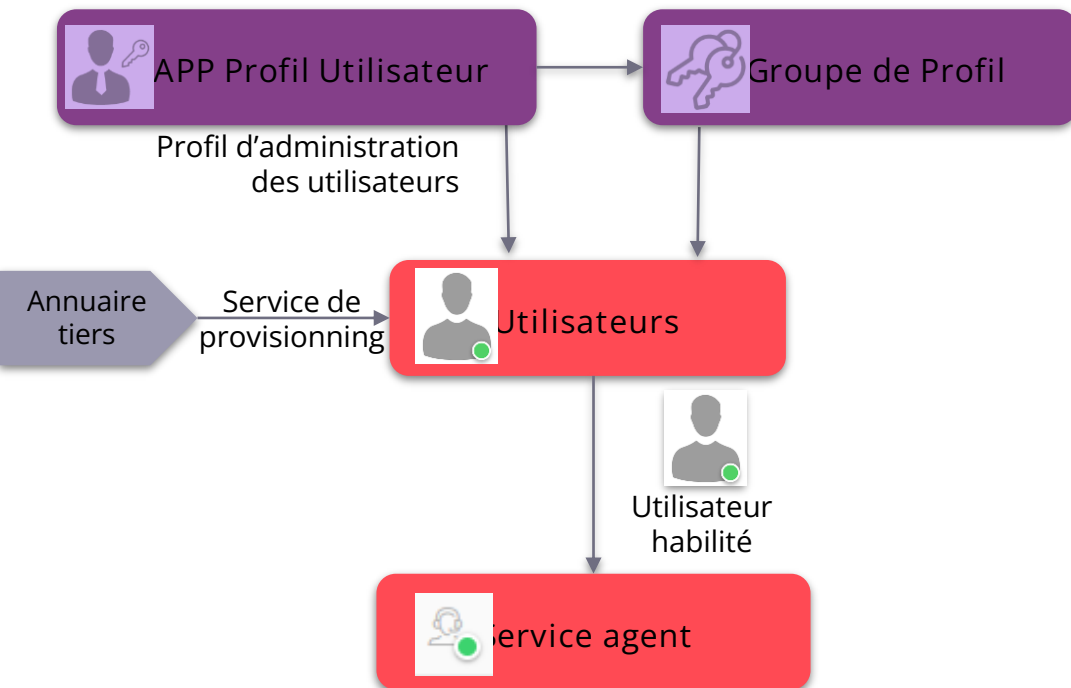 APP Profil Utilisateur
Groupe de Profil
Profil d’administration
des utilisateurs
Annuaire
tiers
Service de
provisionning
Utilisateurs
Utilisateur
habilité
Service agent